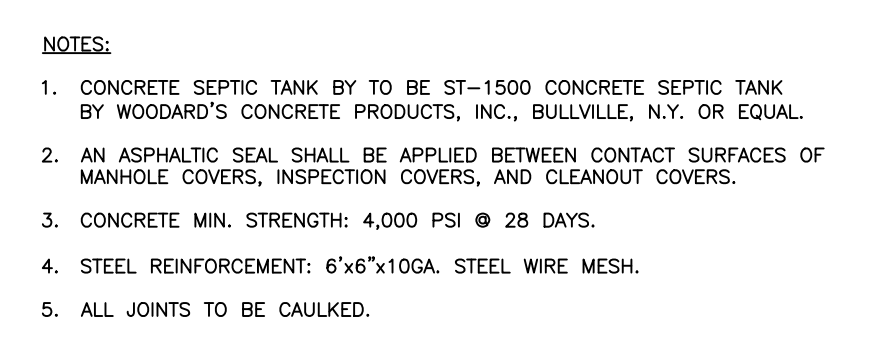 NOTES:
1. CONCRETE SEPTIC TANK BY TO BE ST-1500 CONCRETE SEPTIC TANK
BY WOODARD'S CONCRETE PRODUCTS, INC., BULLVILLE, N.Y. OR EQUAL.
2. AN ASPHALTIC SEAL SHALL BE APPLIED BETWEEN CONTACT SURFACES OF
MANHOLE COVERS, INSPECTION COVERS, AND CLEANOUT COVERS.
3. CONCRETE MIN. STRENGTH: 4,000 PSI @ 28 DAYS.
4. STEEL REINFORCEMENT: 6'x6"x10GA. STEEL WIRE MESH.
5. ALL JOINTS TO BE CAULKED.